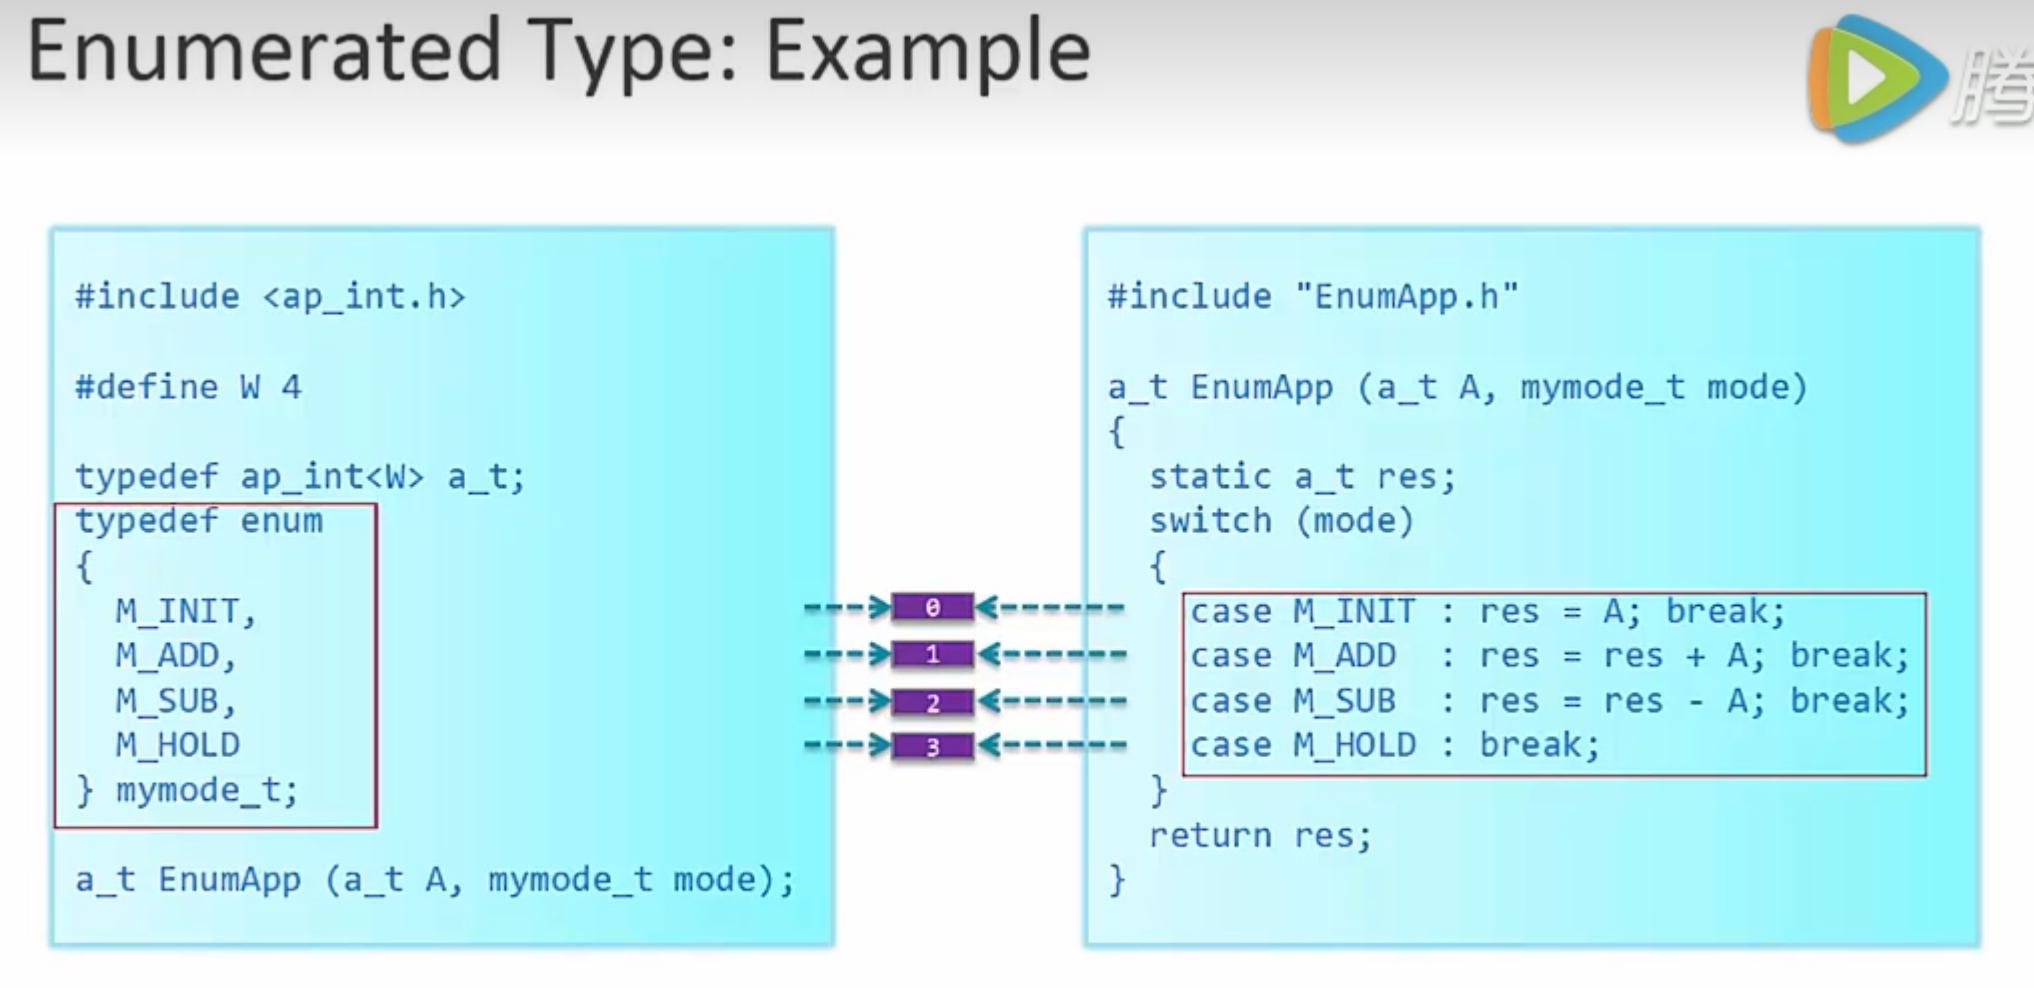 Enumerated Type: Example
腾
#include <ap_int.h>
#define W 4
typedef ap_int<W> a_t;
typedef enum
{
M_INIT,
M_ADD,
M_SUB,
M_HOLD
} mymode_t;
a_t EnumApp (a_t A, mymode_t mode);
0
1
2
3
#include "EnumApp.h"
a_t EnumApp (a_t A, mymode_t mode)
{
static a_t res;
switch (mode)
{
case M_INIT : res = A; break;
case M_ADD : res = res + A; break;
case M_SUB : res = res - A; break;
case M_HOLD : break;
}
return res;
}